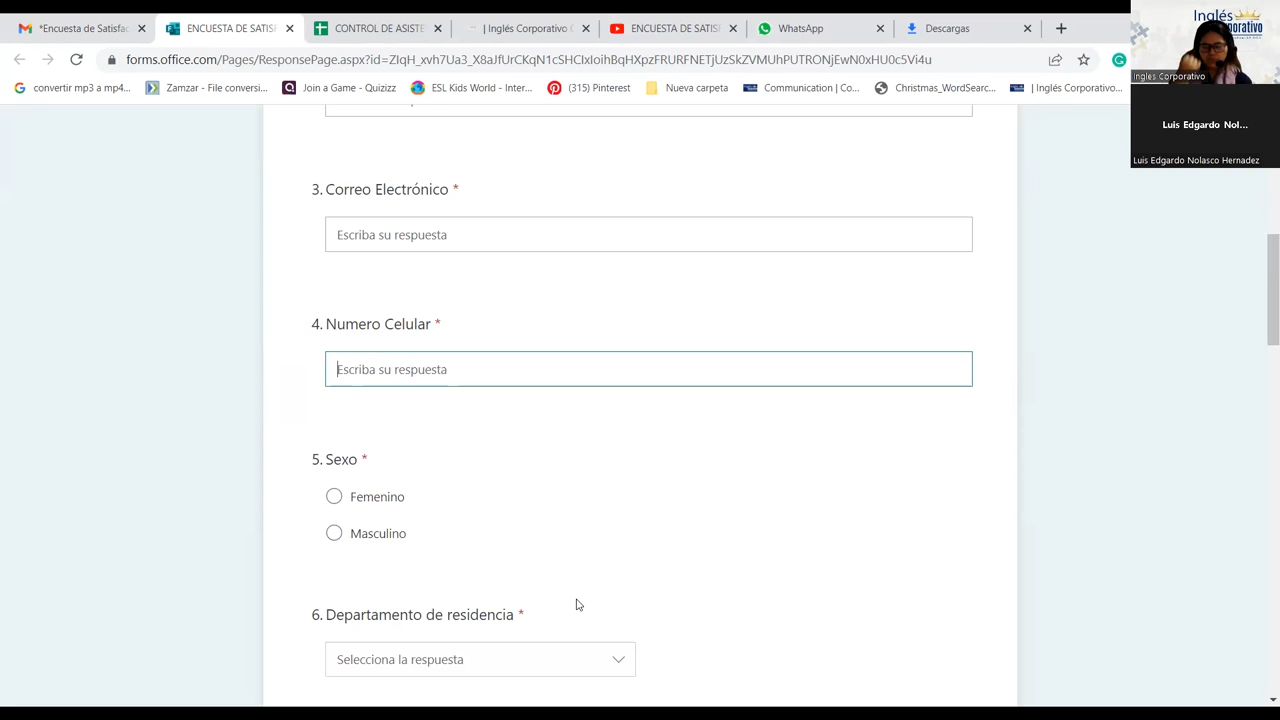 *Encuesta de Satisfac
ENCUESTA DE SATISF
CONTROL DE ASISTE
| Inglés Corporativo C
ENCUESTA DE SATISF
WhatsApp
Descargas
forms.office.com/Pages/ResponsePage.aspx?id=
convertir mp3 a mp4...
Zamzar - File conversi...
Join a Game - Quizizz
ESL Kids World - Inter...
(315) Pinterest
Nueva carpeta
Communication | Co...
Christmas_WordSearc...
| Inglés Corporativo...
Inglés
Ingles Corporativo
Luis Edgardo Nol...
Luis Edgardo Nolasco Hernadez
3. Correo Electrónico *
Escriba su respuesta
4. Numero Celular *
Escriba su respuesta
5. Sexo *
Femenino
Masculino
6. Departamento de residencia *
Selecciona la respuesta